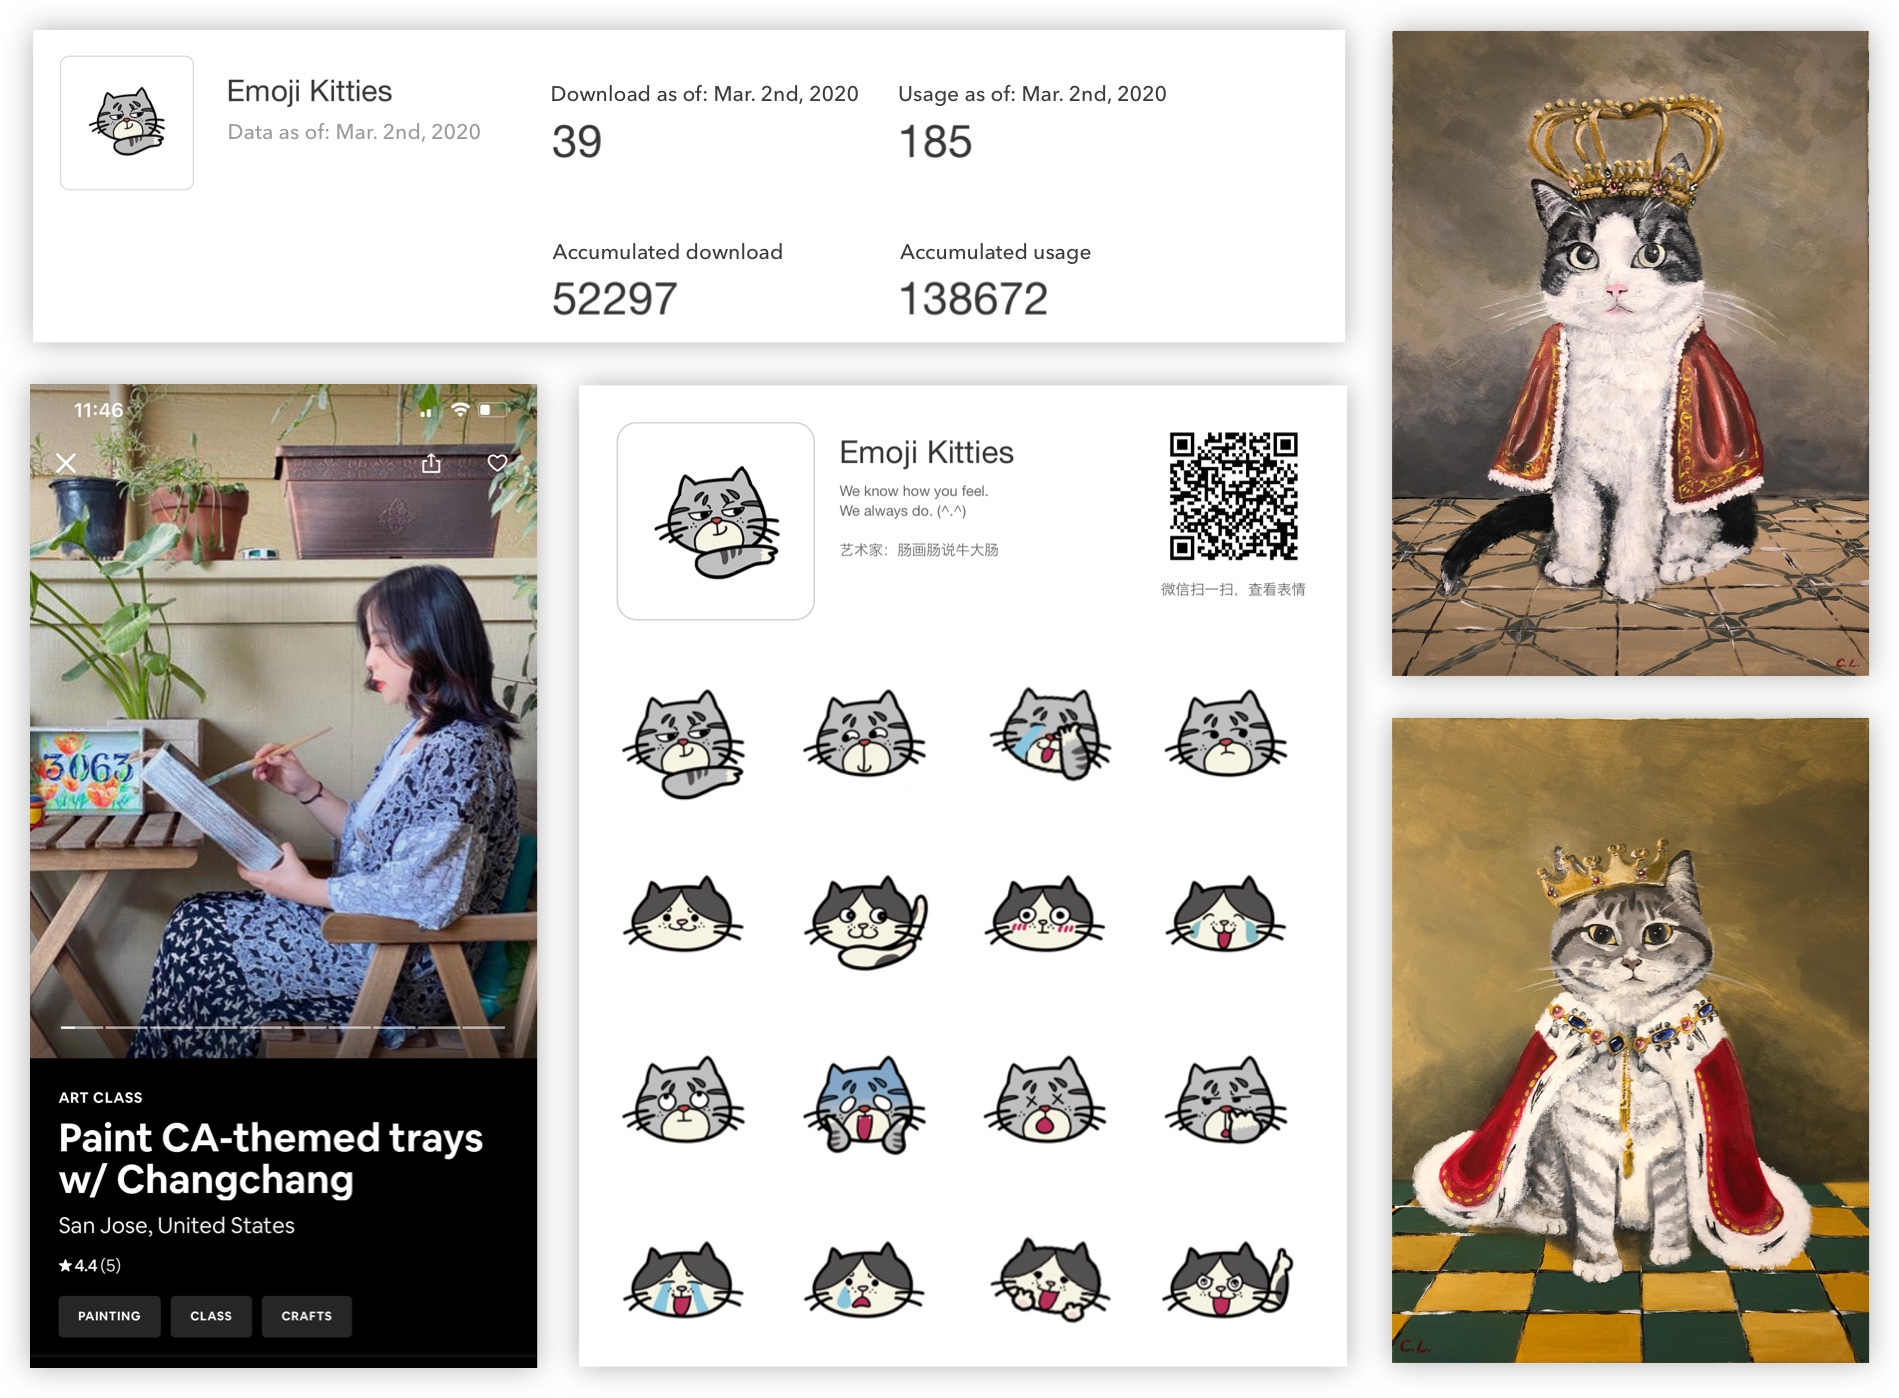 Emoji Kitties
Data as of: Mar. 2nd, 2020
Download as of: Mar. 2nd, 2020
39
Usage as of: Mar. 2nd, 2020
185
Accumulated download
52297
Accumulated usage
138672
11:46
3063
ART CLASS
Paint CA-themed trays
w/ Changchang
San Jose, United States
★4.4 (5)
PAINTING
CLASS
CRAFTS
Emoji Kitties
We know how you feel.
We always do. (^.^)
艺术家：肠画肠说牛大肠
微信扫一扫，查看表情
C.L.
C.L.